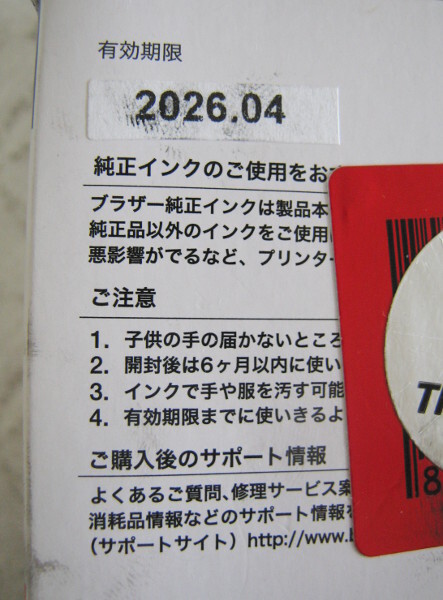 有効期限
2026.04
純正インクのご使用をおす
ブラザー純正インクは製品本
純正品以外のインクをご使用
悪影響がでるなど、プリンター
ご注意
1. 子供の手の届かないところ
2. 開封後は6ヶ月以内に使い
3. インクで手や服を汚す可能
4. 有効期限までに使いきるよ
ご購入後のサポート情報
よくあるご質問、修理サービス案
消耗品情報などのサポート情報を
（サポートサイト）http://www.b
8